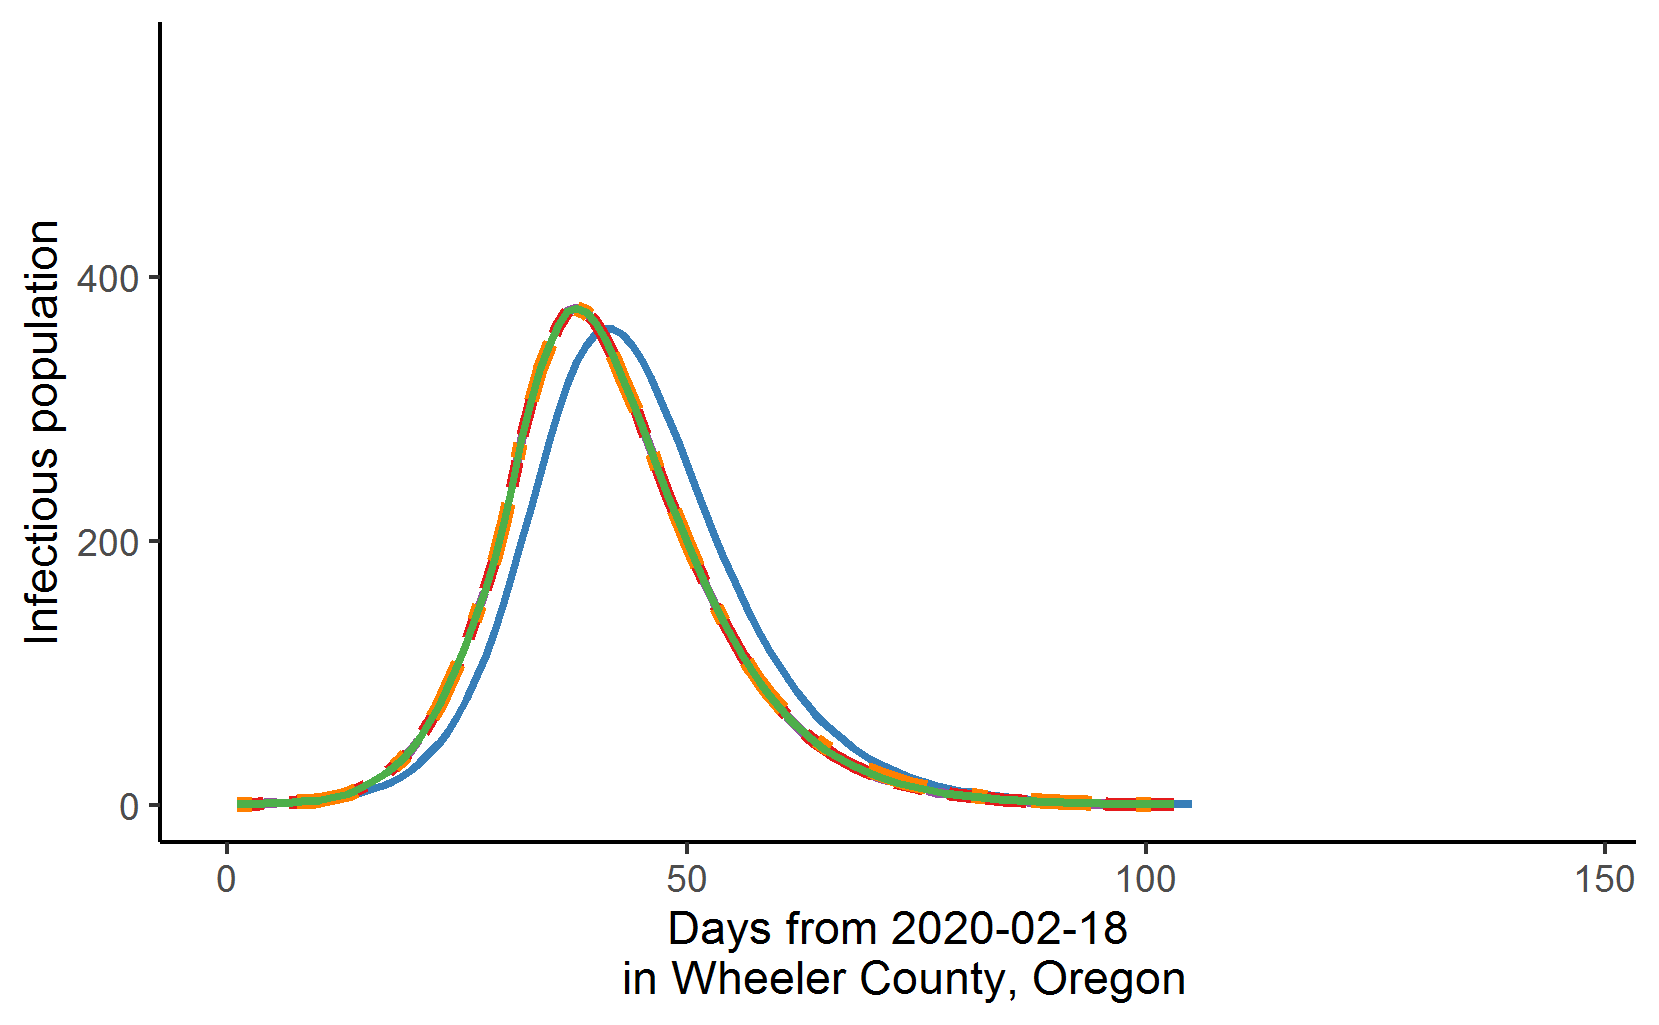 Infectious population
400
200
0
0 50 100 150
Days from 2020-02-18
in Wheeler County, Oregon